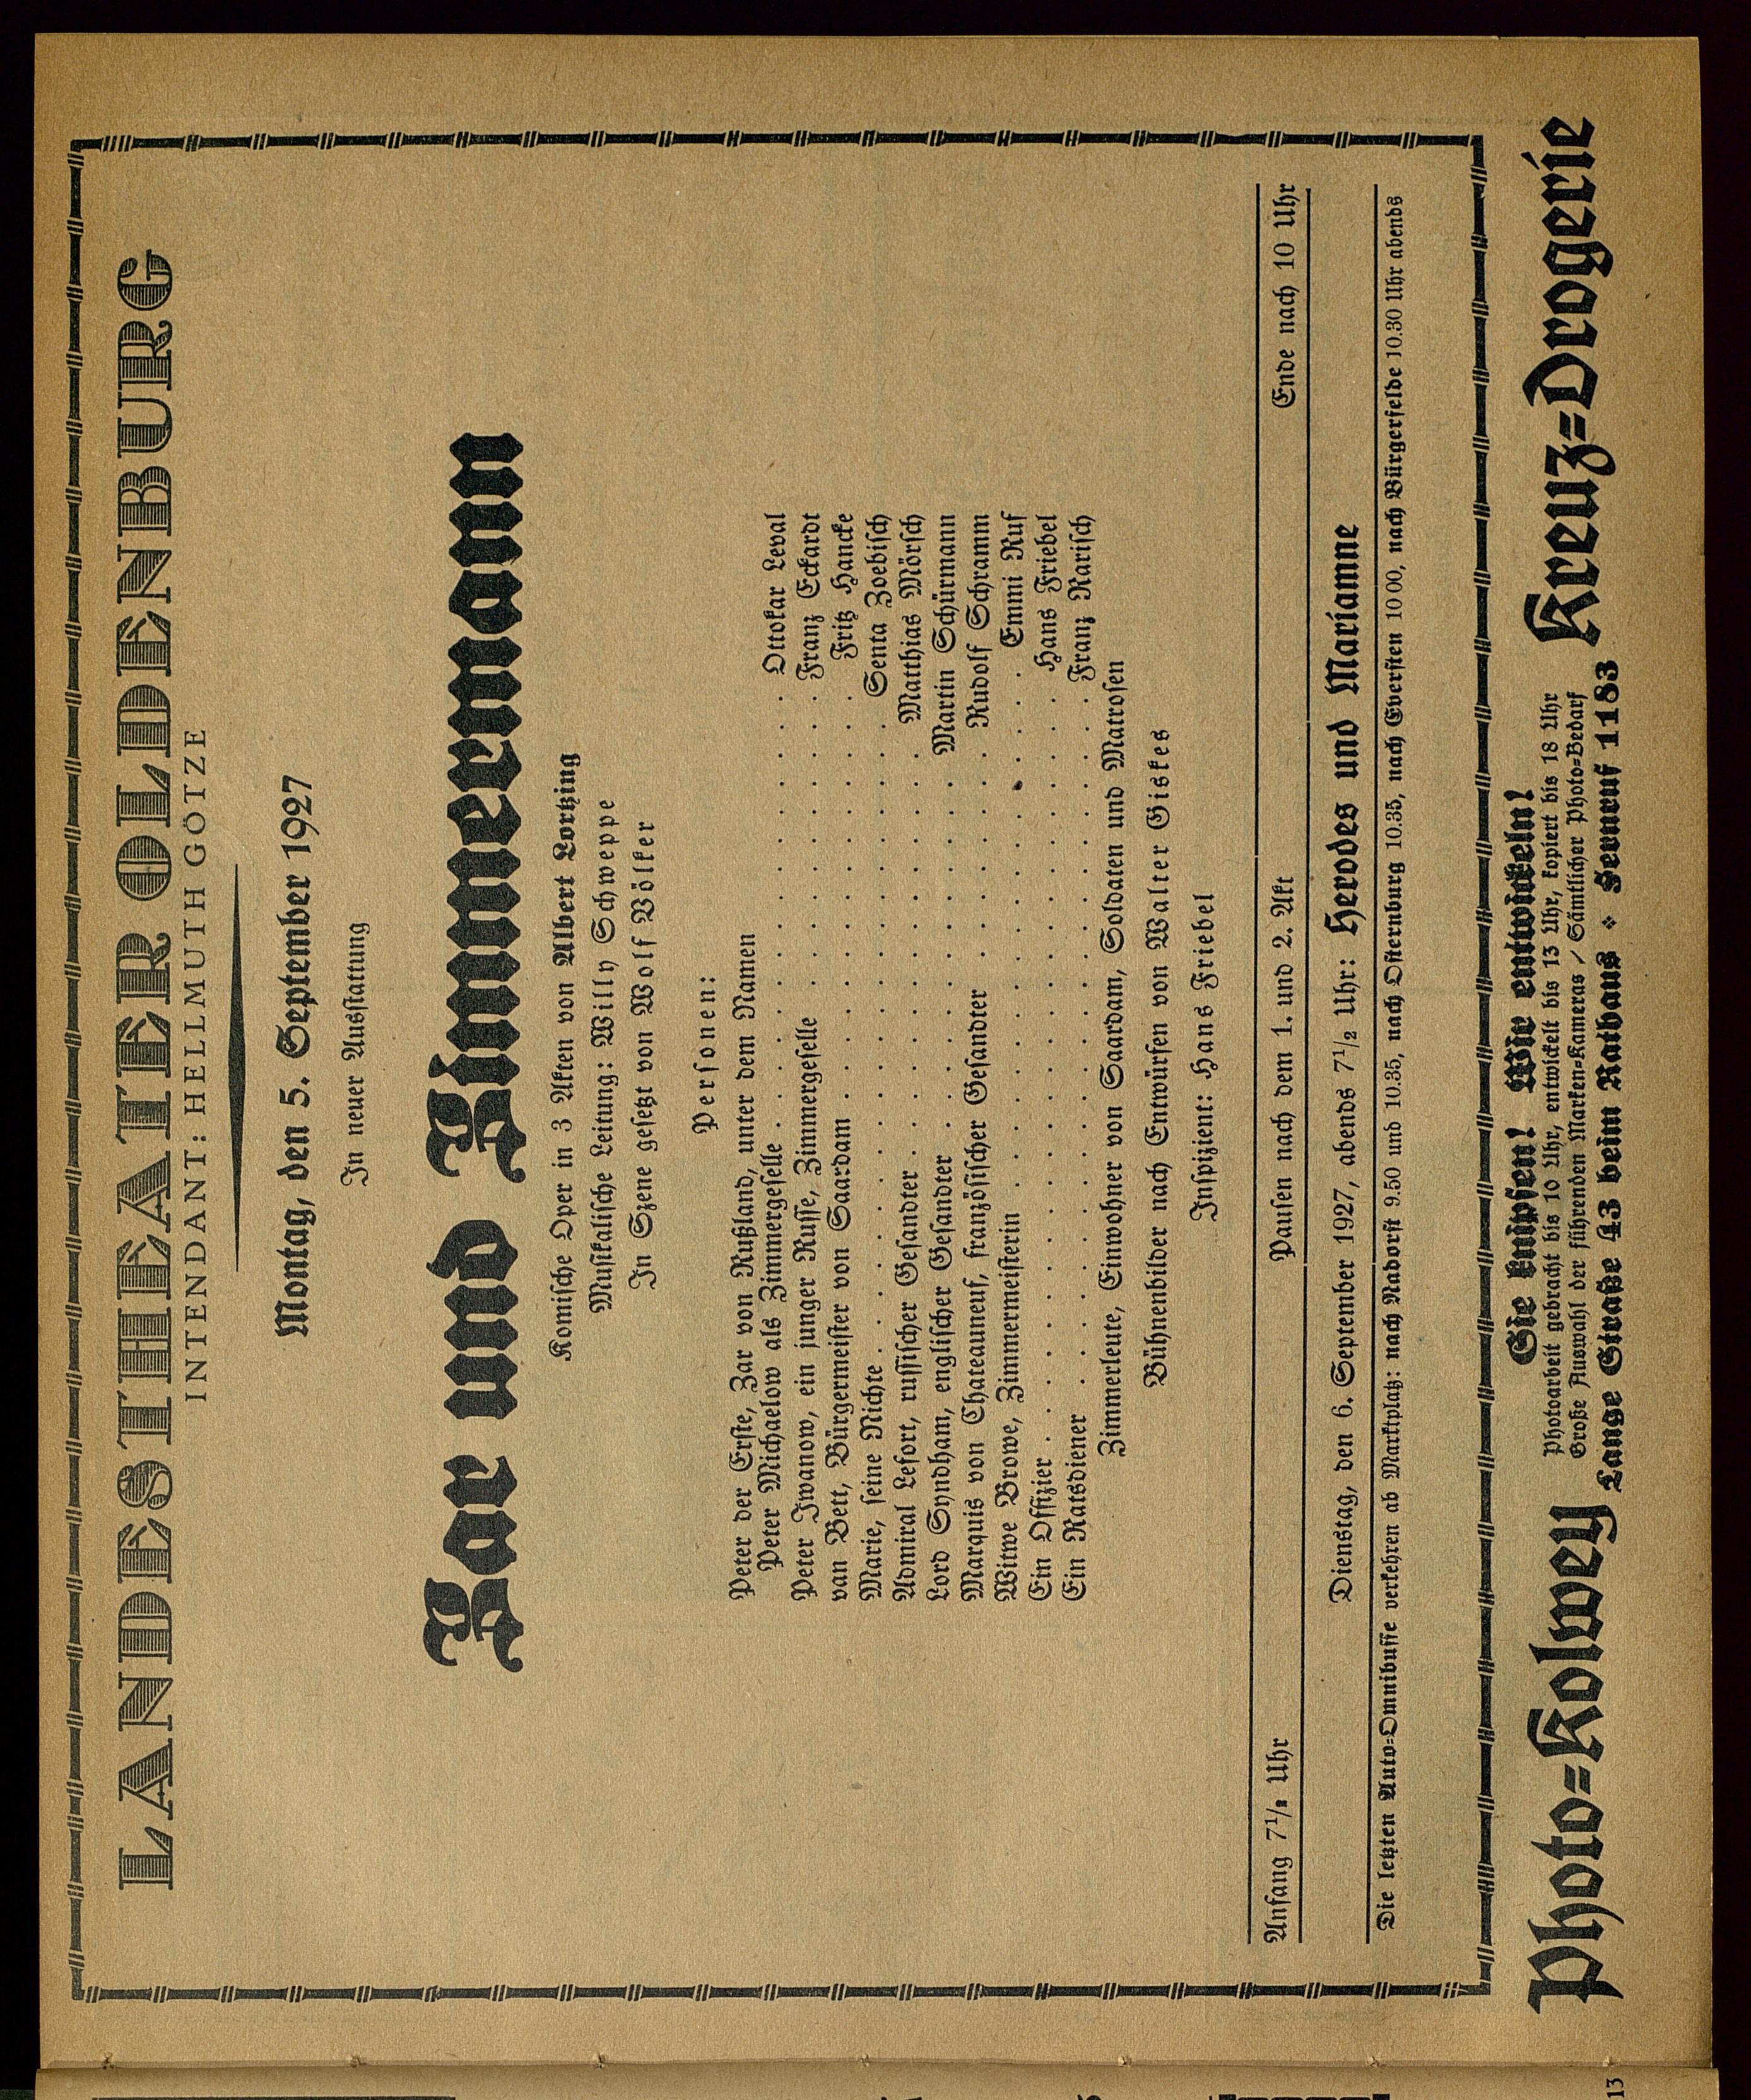 LANDESTHEATER OLDENBURG
INTENDANT: HELLMUTH GÖTZE
Montag, den 5. September 1927
In neuer Ausstattung
Zar und Zimmermann
Komische Oper in 3 Akten von Albert Lortzing
Musikalische Leitung: Willy Schweppe
In Szene gesetzt von Wolf Völker
Personen:
Peter der Erste, Zar von Rußland, unter dem Namen
Peter Michaelow als Zimmergeselle . . . . . . . . . . . . Ottokar Leval
Peter Iwanow, ein junger Russe, Zimmergeselle . . . . . . . . . Franz Eckardt
van Bett, Bürgermeister von Saardam . . . . . . . . . . . . Fritz Hancke
Marie, seine Nichte . . . . . . . . . . . . . . . . . Senta Zoebisch
Admiral Lefort, russischer Gesandter . . . . . . . . . . . . Matthias Mörsch
Lord Syndham, englischer Gesandter . . . . . . . . . . . Martin Schürmann
Marquis von Chateauneuf, französischer Gesandter . . . . . . . Rudolf Schramm
Witwe Browe, Zimmermeisterin . . . . . . . . . . . . . . Emmi Ruf
Ein Offizier . . . . . . . . . . . . . . . . . . . Hans Friebel
Ein Ratsdiener . . . . . . . . . . . . . . . . . . Franz Rarisch
Zimmerleute, Einwohner von Saardam, Soldaten und Matrosen
Bühnenbilder nach Entwürfen von Walter Giskes
Inspizient: Hans Friebel
Anfang 7½ Uhr Pausen nach dem 1. und 2. Akt Ende nach 10 Uhr
Dienstag, den 6. September 1927, abends 7½ Uhr: Herodes und Mariamne
Die letzten Auto-Omnibusse verkehren ab Marktplatz: nach Nadorst 9.50 und 10.35, nach Osternburg 10.35, nach Eversten 10 00, nach Bürgerfelde 10.30 Uhr abends
Photo-Kolwey
Sie knipsen! Wir entwickeln!
Photoarbeit gebracht bis 10 Uhr, entwickelt bis 13 Uhr, kopiert bis 18 Uhr
Große Auswahl der führenden Marken-Kameras / Sämtlicher Photo-Bedarf
Lange Straße 43 beim Rathaus ❖ Fernruf 1183
Kreuz-Drogerie
13